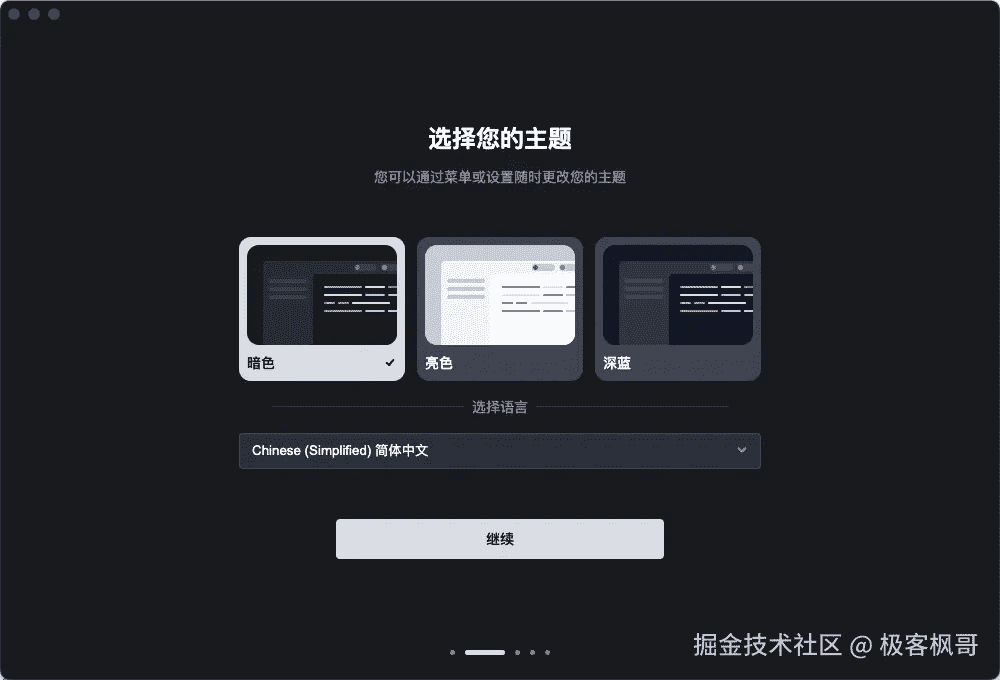 选择您的主题
您可以通过菜单或设置随时更改您的主题
暗色
亮色
深蓝
选择语言
Chinese (Simplified) 简体中文
继续
掘金技术社区 @ 极客枫哥